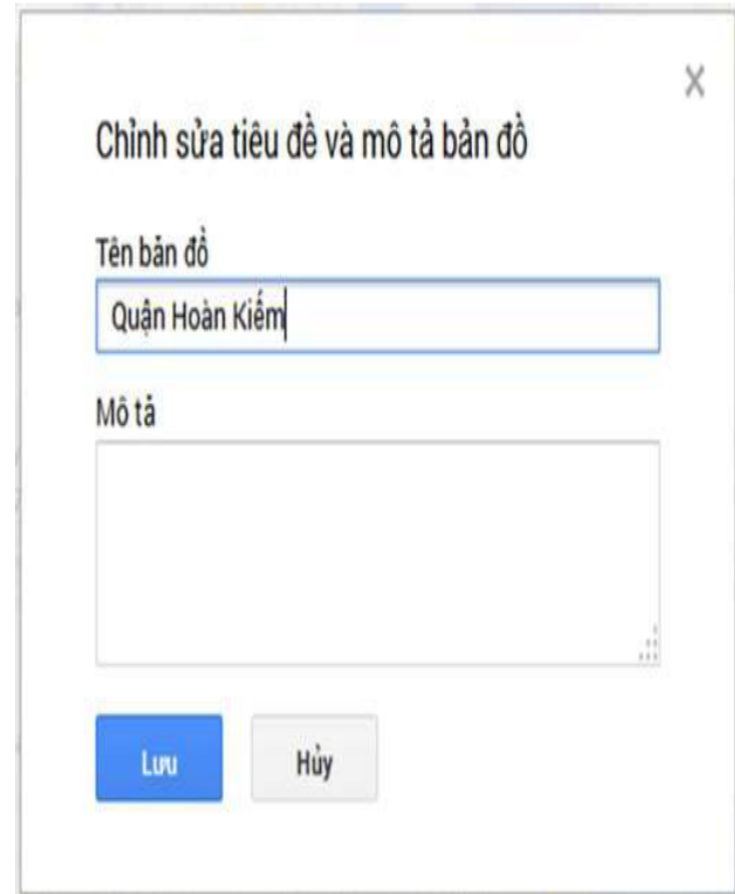 Chỉnh sửa tiêu đề và mô tả bản đồ
Tên bản đồ
Quận Hoàn Kiếm
Mô tả
Lưu
Hủy